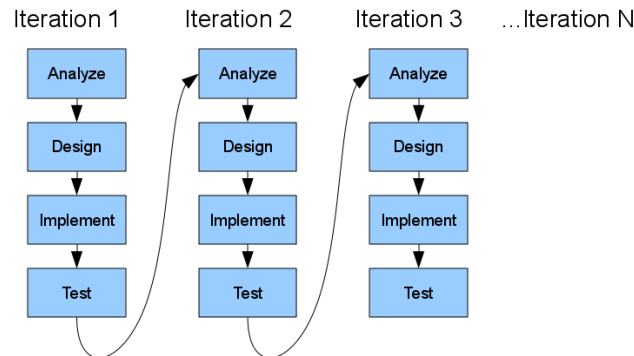 Iteration 1
Iteration 2
Iteration 3
...Iteration N
Analyze
Analyze
Analyze
Design
Design
Design
Implement
Implement
Implement
Test
Test
Test